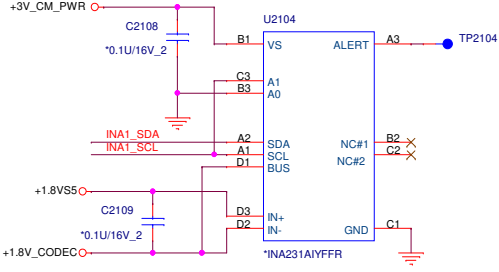 +3V_CM_PWR
U2104
C2108
*0.1U/16V_2
B1
VS
ALERT
A3
TP2104
C3
A1
B3
A0
INA1_SDA
A2
SDA
NC#1
B2
INA1_SCL
A1
SCL
NC#2
C2
D1
BUS
+1.8VS5
C2109
D3
IN+
*0.1U/16V_2
D2
IN-
GND
C1
+1.8V_CODEC
*INA231AIYFFR